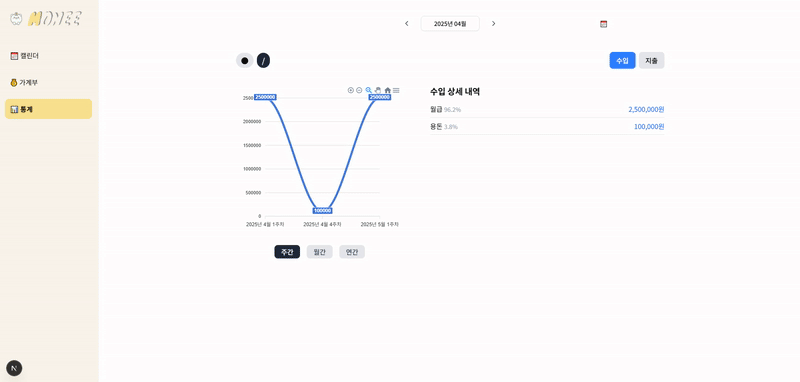 MONEE
캘린더
가계부
통계
N
2025년 04월
/
수입
지출
2500000
2000000
1500000
1000000
500000
0
2500000
100000
2500000
2025년 4월 1주차
2025년 4월 4주차
2025년 5월 1주차
주간
월간
연간
수입 상세 내역
월급 96.2%
2,500,000원
용돈 3.8%
100,000원